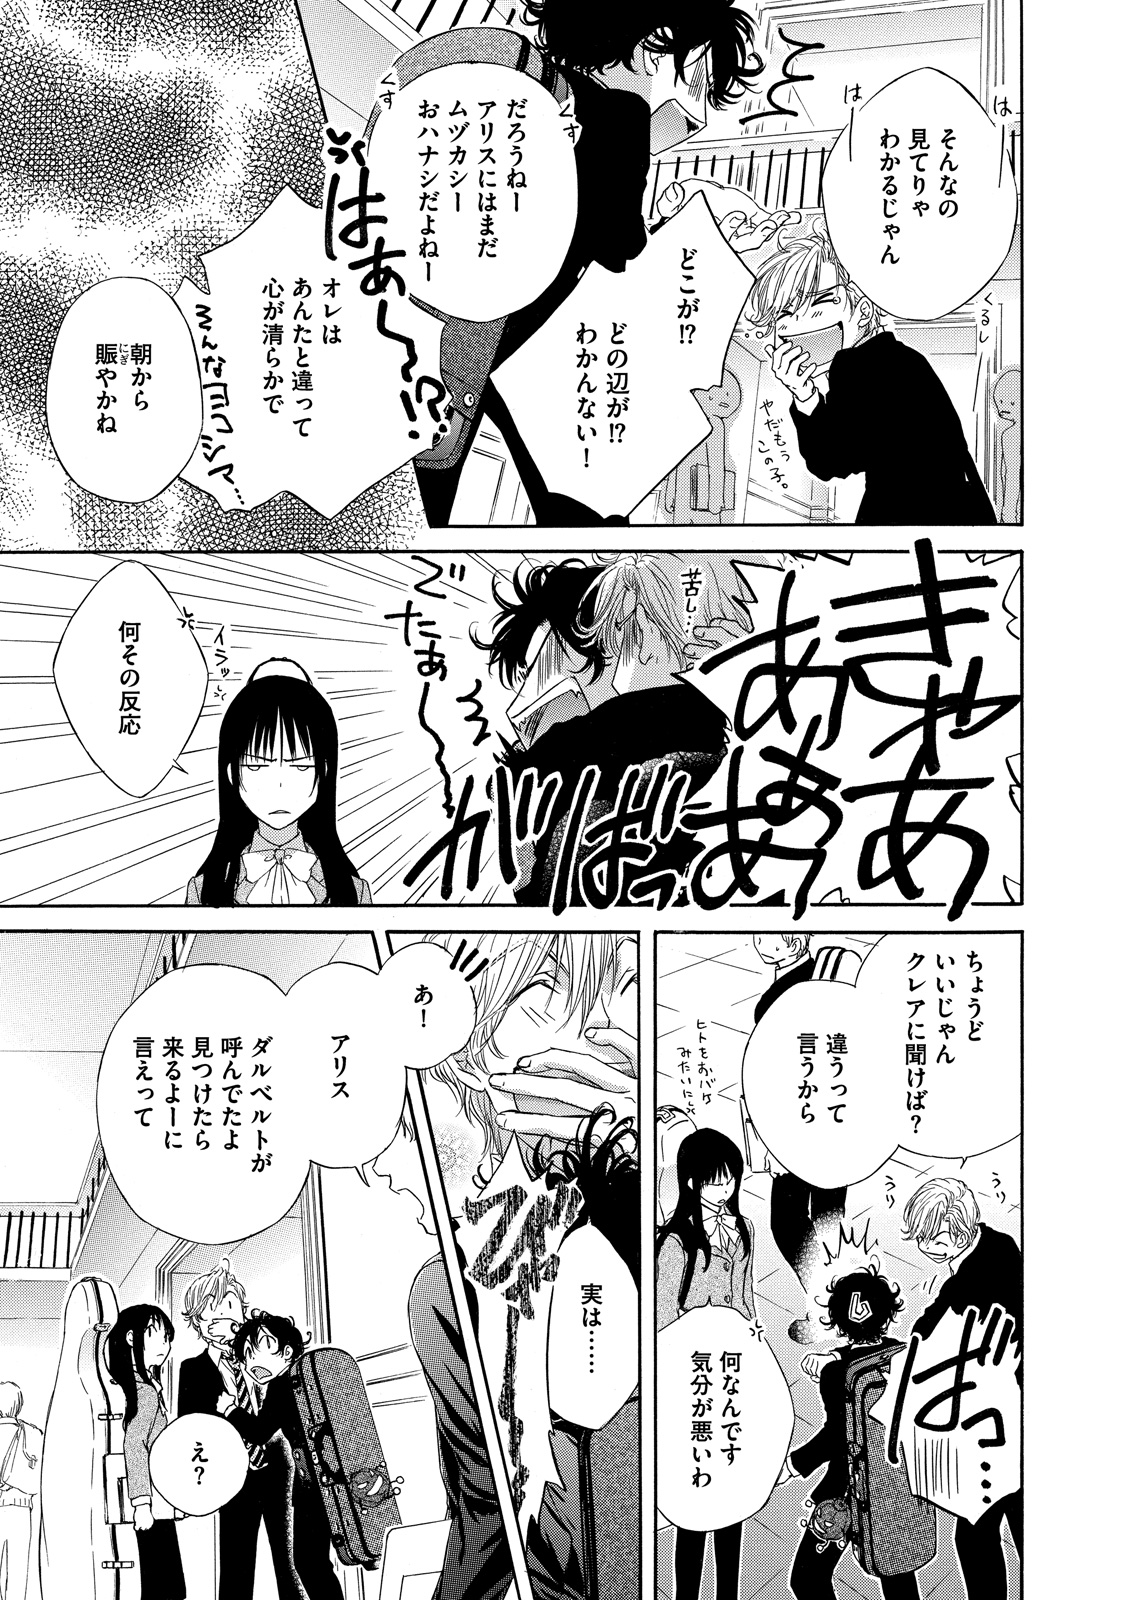 はー
はー
そんなの
見てりゃ
わかるじゃん
くるし
やだもう
この子。
どこが!?
どの辺が!?
わかんない!
くす
くす
だろうねー
アリスにはまだ
ムヅカシー
おハナシだよねー
はあ〜!?
オレは
あんたと違って
心が清らかで
そんなヨコシマ…
朝から
賑やかね
にぎ
きゃあ
ああああ
苦し…
がばっ
でたぁ〜
イラッ
何その反応
ちょうど
いいじゃん
クレアに聞けば?
違うって
言うから
うり
うり
ばっ…
ヒトをおバケ
みたいに
何なんです
気分が悪いわ
実は……
あ!
アリス
ダルベルトが
呼んでたよ
見つけたら
来るよーに
言えって
え?